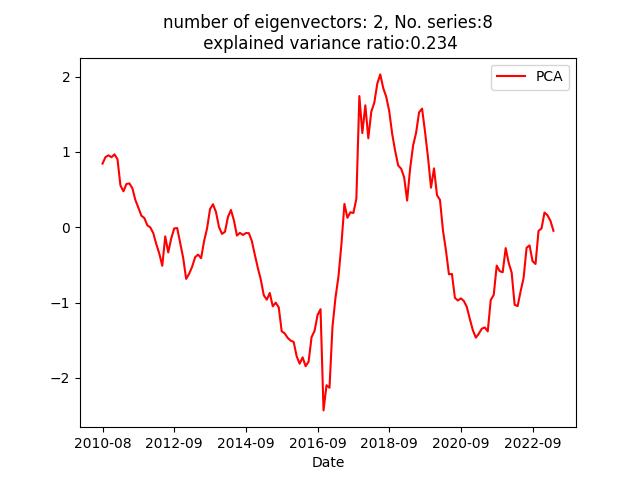 number of eigenvectors: 2, No. series:8
explained variance ratio:0.234
PCA
2
1
0
−1
−2
2010-08 2012-09 2014-09 2016-09 2018-09 2020-09 2022-09
Date